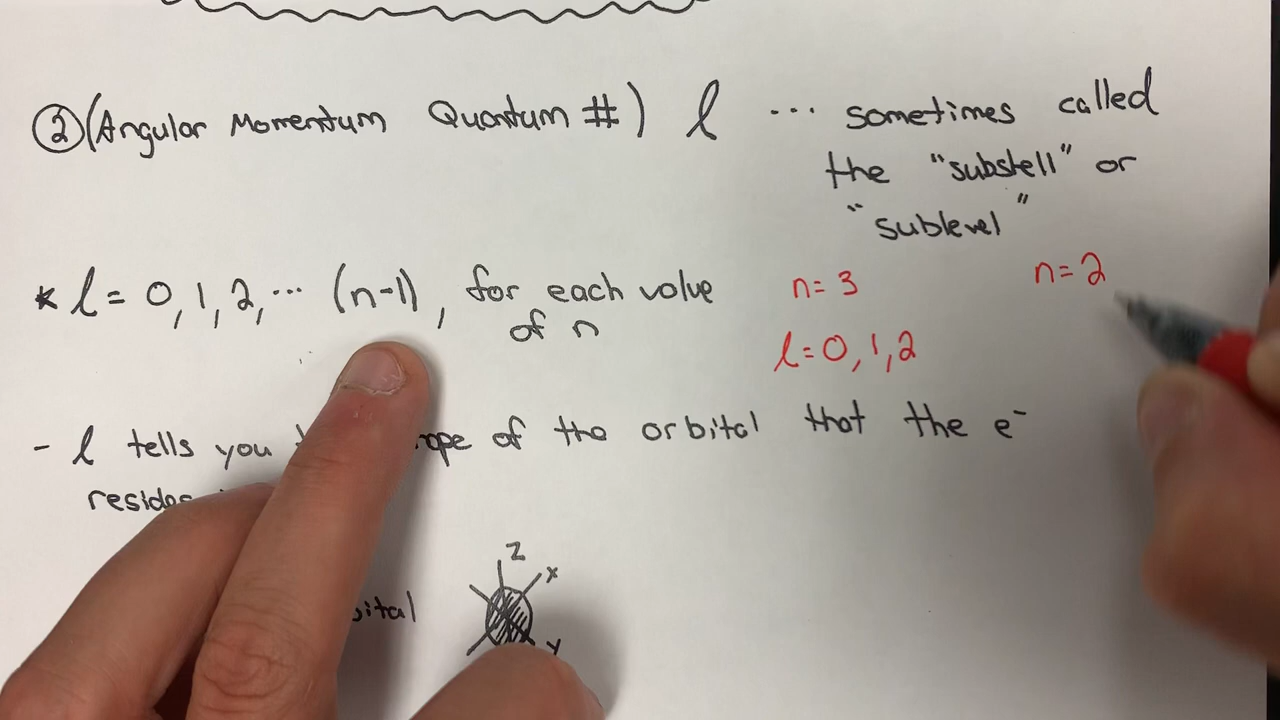 ② (Angular Momentum Quantum #) l ... sometimes called
the "substell" or
"sublevel"
* l = 0, 1, 2, ... (n-1), for each value
of n
n= 3
n= 2
l= 0, 1, 2
- l tells you of the orbital that the e⁻
Z
X
Y